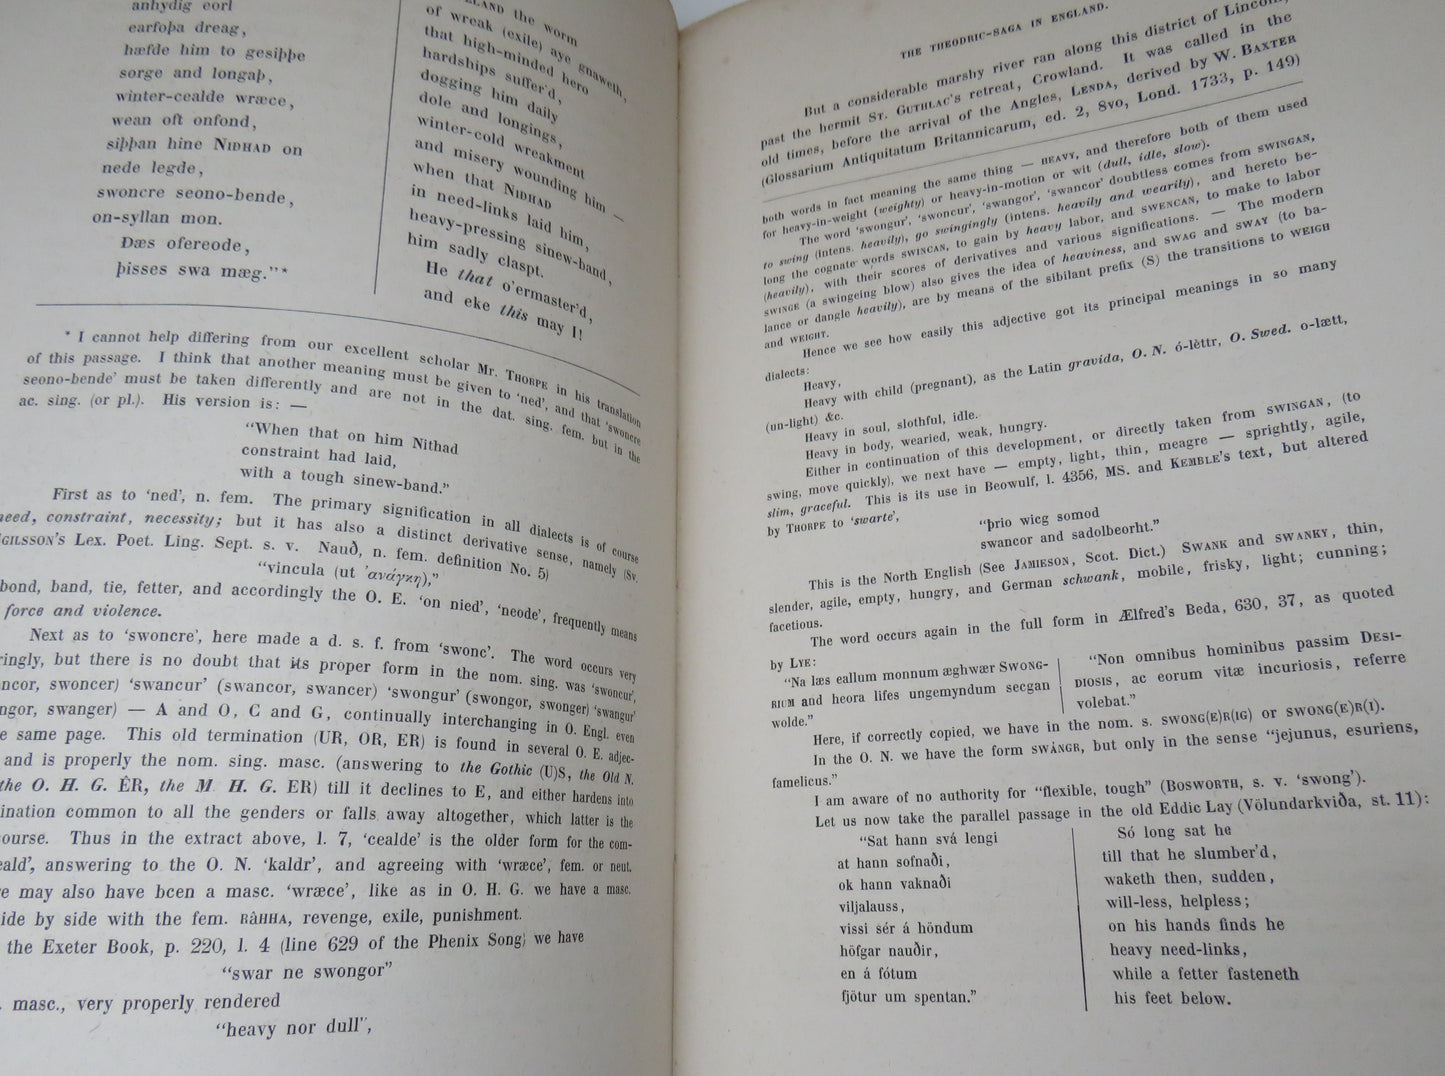 anhydig eorl
earfoþa dreag,
hæfde him to gesiþþe
sorge and longaþ,
winter-cealde wræce,
wean oft onfond,
siþþan hine NIDHAD on
nede legde,
swoncre seono-bende,
on-syllan mon.
Ðæs ofereode,
þisses swa mæg."*
the worm
of wreak (exile) aye gnaweth,
that high-minded hero
hardships suffer'd,
dogging him daily
dole and longings,
winter-cold wreakment
and misery wounding him —
when that NIDHAD
in need-links laid him,
heavy-pressing sinew-band,
him sadly claspt.
He that o'ermaster'd,
and eke this may I!
* I cannot help differing from our excellent scholar Mr. THORPE in his translation
of this passage. I think that another meaning must be given to 'ned', and that 'swoncre
seono-bende' must be taken differently and are not in the dat. sing. fem. but in the
ac. sing. (or pl.). His version is: —
"When that on him Nithad
constraint had laid,
with a tough sinew-band."
First as to 'ned', n. fem. The primary signification in all dialects is of course
need, constraint, necessity; but it has also a distinct derivative sense, namely (Sv.
GILSSON'S Lex. Poet. Ling. Sept. s. v. Nauð, n. fem. definition No. 5)
"vincula (ut 'ανάγκη),"
bond, band, tie, fetter, and accordingly the O. E. 'on nied', 'neode', frequently means
force and violence.
Next as to 'swoncre', here made a d. s. f. from 'swonc'. The word occurs very
ringly, but there is no doubt that its proper form in the nom. sing. was 'swoncur',
ncor, swoncer) 'swancur' (swancor, swancer) 'swongur' (swongor, swonger) 'swangur'
ngor, swanger) — A and O, C and G, continually interchanging in O. Engl. even
e same page. This old termination (UR, OR, ER) is found in several O. E. adjec-
and is properly the nom. sing. masc. (answering to the Gothic (U)S, the Old N.
the O. H. G. ÊR, the M. H. G. ER) till it declines to E, and either hardens into
ination common to all the genders or falls away altogether, which latter is the
ourse. Thus in the extract above, l. 7, 'cealde' is the older form for the com-
eald', answering to the O. N. 'kaldr', and agreeing with 'wræce', fem. or neut.
e may also have been a masc. 'wræce', like as in O. H. G. we have a masc.
ide by side with the fem. RÂHHA, revenge, exile, punishment.
the Exeter Book, p. 220, l. 4 (line 629 of the Phenix Song) we have
"swar ne swongor"
. masc., very properly rendered
"heavy nor dull",
THE THEODRIC-SAGA IN ENGLAND.
But a considerable marshy river ran along this district of Lincoln,
past the hermit ST. GUTHLAC'S retreat, Crowland. It was called in the
old times, before the arrival of the Angles, LENDA, derived by W. BAXTER
(Glossarium Antiquitatum Britannicarum, ed. 2, 8vo, Lond. 1733, p. 149)
both words in fact meaning the same thing — HEAVY, and therefore both of them used
for heavy-in-weight (weighty) or heavy-in-motion or wit (dull, idle, slow).
The word 'swongur', 'swoncur', 'swangor', 'swancor' doubtless comes from SWINGAN,
to swing (intens. heavily), go swingingly (intens. heavily and wearily), and hereto be-
long the cognate words SWINCAN, to gain by heavy labor, and SWENCAN, to make to labor
(heavily), with their scores of derivatives and various significations. — The modern
SWINGE (a swingeing blow) also gives the idea of heaviness, and SWAG and SWAY (to ba-
lance or dangle heavily), are by means of the sibilant prefix (S) the transitions to WEIGH
and WEIGHT.
Hence we see how easily this adjective got its principal meanings in so many
dialects:
Heavy,
Heavy with child (pregnant), as the Latin gravida, O. N. ó-lèttr, O. Swed. o-lætt,
(un-light) &c.
Heavy in soul, slothful, idle.
Heavy in body, wearied, weak, hungry.
Either in continuation of this development, or directly taken from SWINGAN, (to
swing, move quickly), we next have — empty, light, thin, meagre — sprightly, agile,
slim, graceful. This is its use in Beowulf, l. 4356, MS. and KEMBLE'S text, but altered
by THORPE to 'swarte',
"þrio wicg somod
swancor and sadolbeorht."
This is the North English (See JAMIESON, Scot. Dict.) SWANK and SWANKY, thin,
slender, agile, empty, hungry, and German schwank, mobile, frisky, light; cunning;
facetious.
The word occurs again in the full form in Ælfred's Beda, 630, 37, as quoted
by LYE:
"Na læs eallum monnum æghwær SWONG-
RIUM and heora lifes ungemyndum secgan
wolde."
"Non omnibus hominibus passim DESI-
DIOSIS, ac eorum vitæ incuriosis, referre
volebat."
Here, if correctly copied, we have in the nom. s. SWONG(E)R(IG) or SWONG(E)R(I).
In the O. N. we have the form SWÁNGR, but only in the sense "jejunus, esuriens,
famelicus."
I am aware of no authority for "flexible, tough" (BOSWORTH, s. v. 'swong').
Let us now take the parallel passage in the old Eddic Lay (Völundarkviða, st. 11):
"Sat hann svá lengi
at hann sofnaði,
ok hann vaknaði
viljalauss,
vissi sér á höndum
höfgar nauðir,
en á fótum
fjötur um spentan."
Só long sat he
till that he slumber'd,
waketh then, sudden,
will-less, helpless;
on his hands finds he
heavy need-links,
while a fetter fasteneth
his feet below.